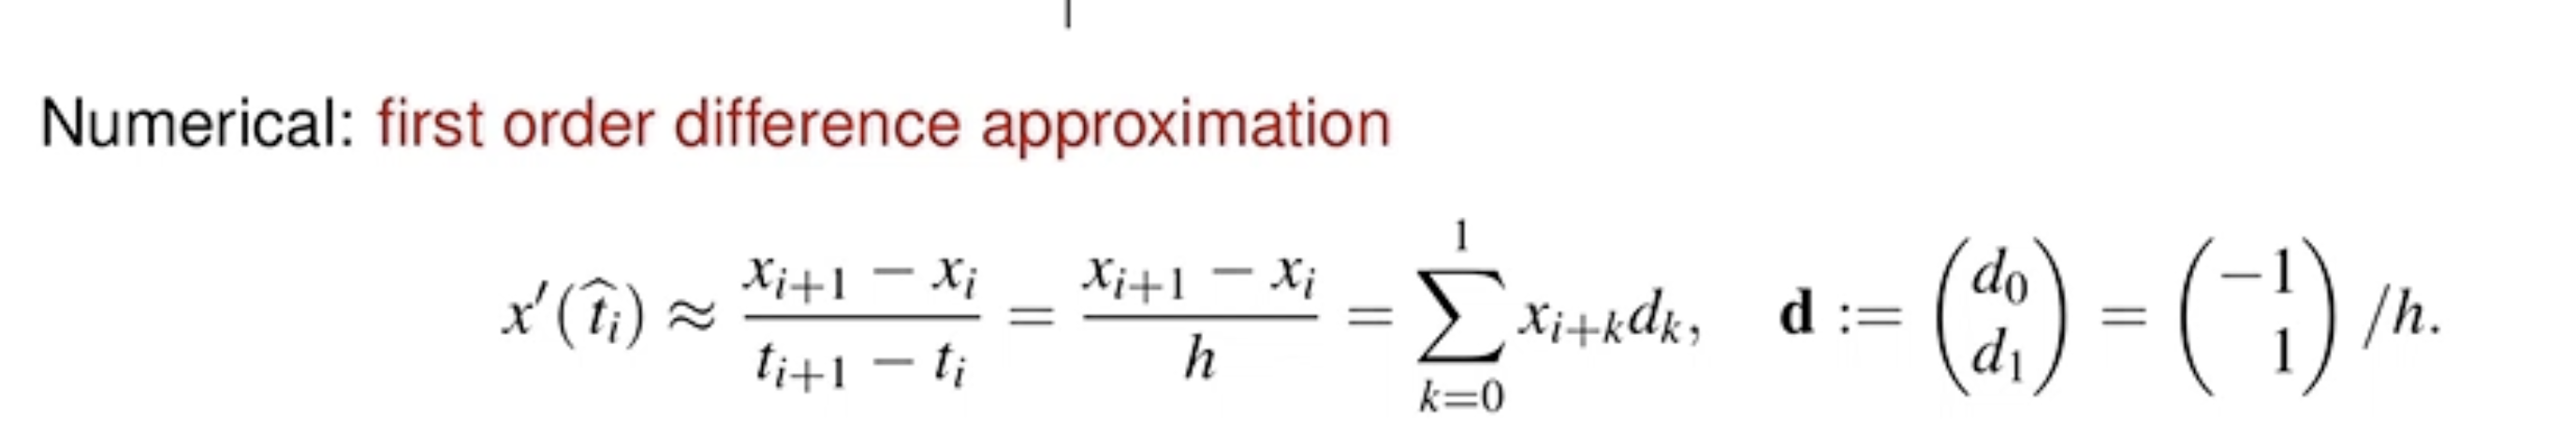 Numerical: first order difference approximation
$x'(\widehat{t}_i) \approx \frac{x_{i+1} - x_i}{t_{i+1} - t_i} = \frac{x_{i+1} - x_i}{h} = \sum_{k=0}^{1} x_{i+k} d_k, \quad \mathbf{d} := \begin{pmatrix} d_0 \\ d_1 \end{pmatrix} = \begin{pmatrix} -1 \\ 1 \end{pmatrix} / h.$